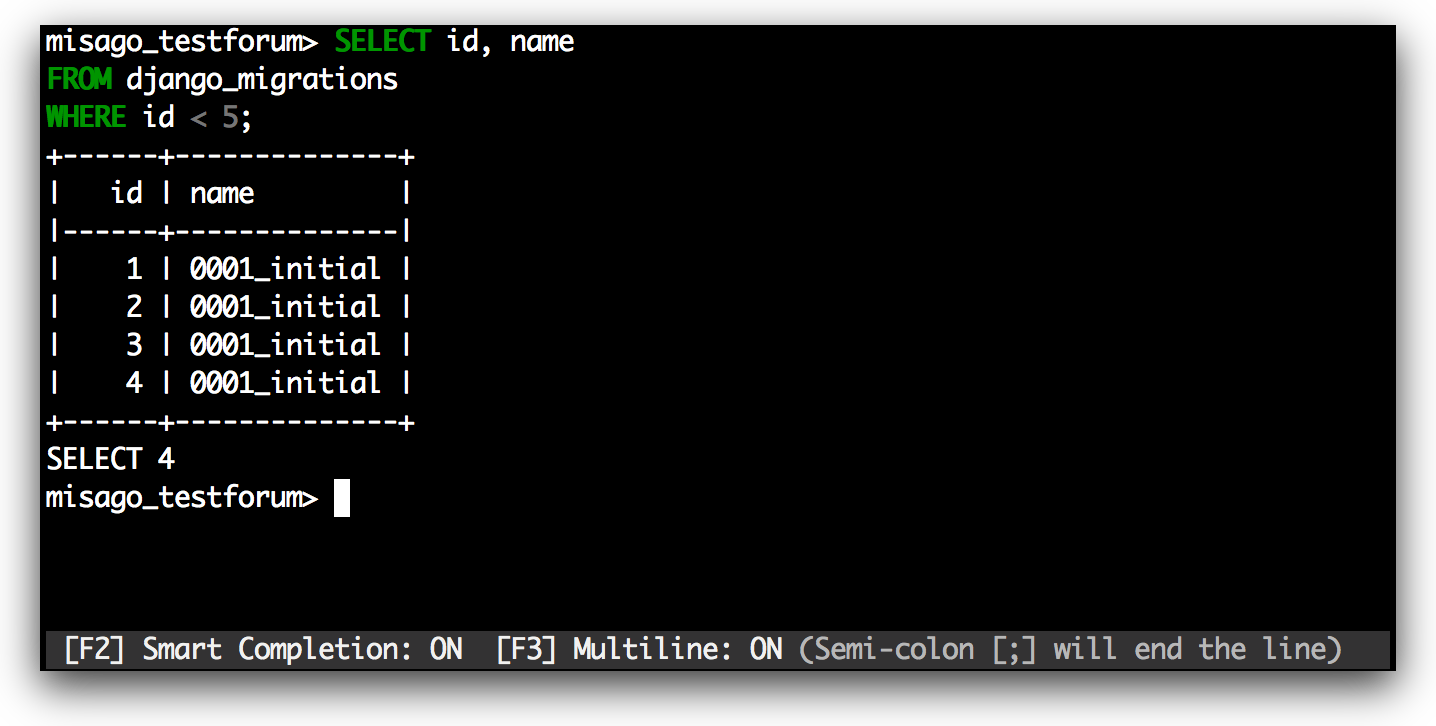 misago_testforum> SELECT id, name
FROM django_migrations
WHERE id < 5;
+------+--------------+
|   id | name         |
|------+--------------|
|    1 | 0001_initial |
|    2 | 0001_initial |
|    3 | 0001_initial |
|    4 | 0001_initial |
+------+--------------+
SELECT 4
misago_testforum>
[F2] Smart Completion: ON  [F3] Multiline: ON (Semi-colon [;] will end the line)